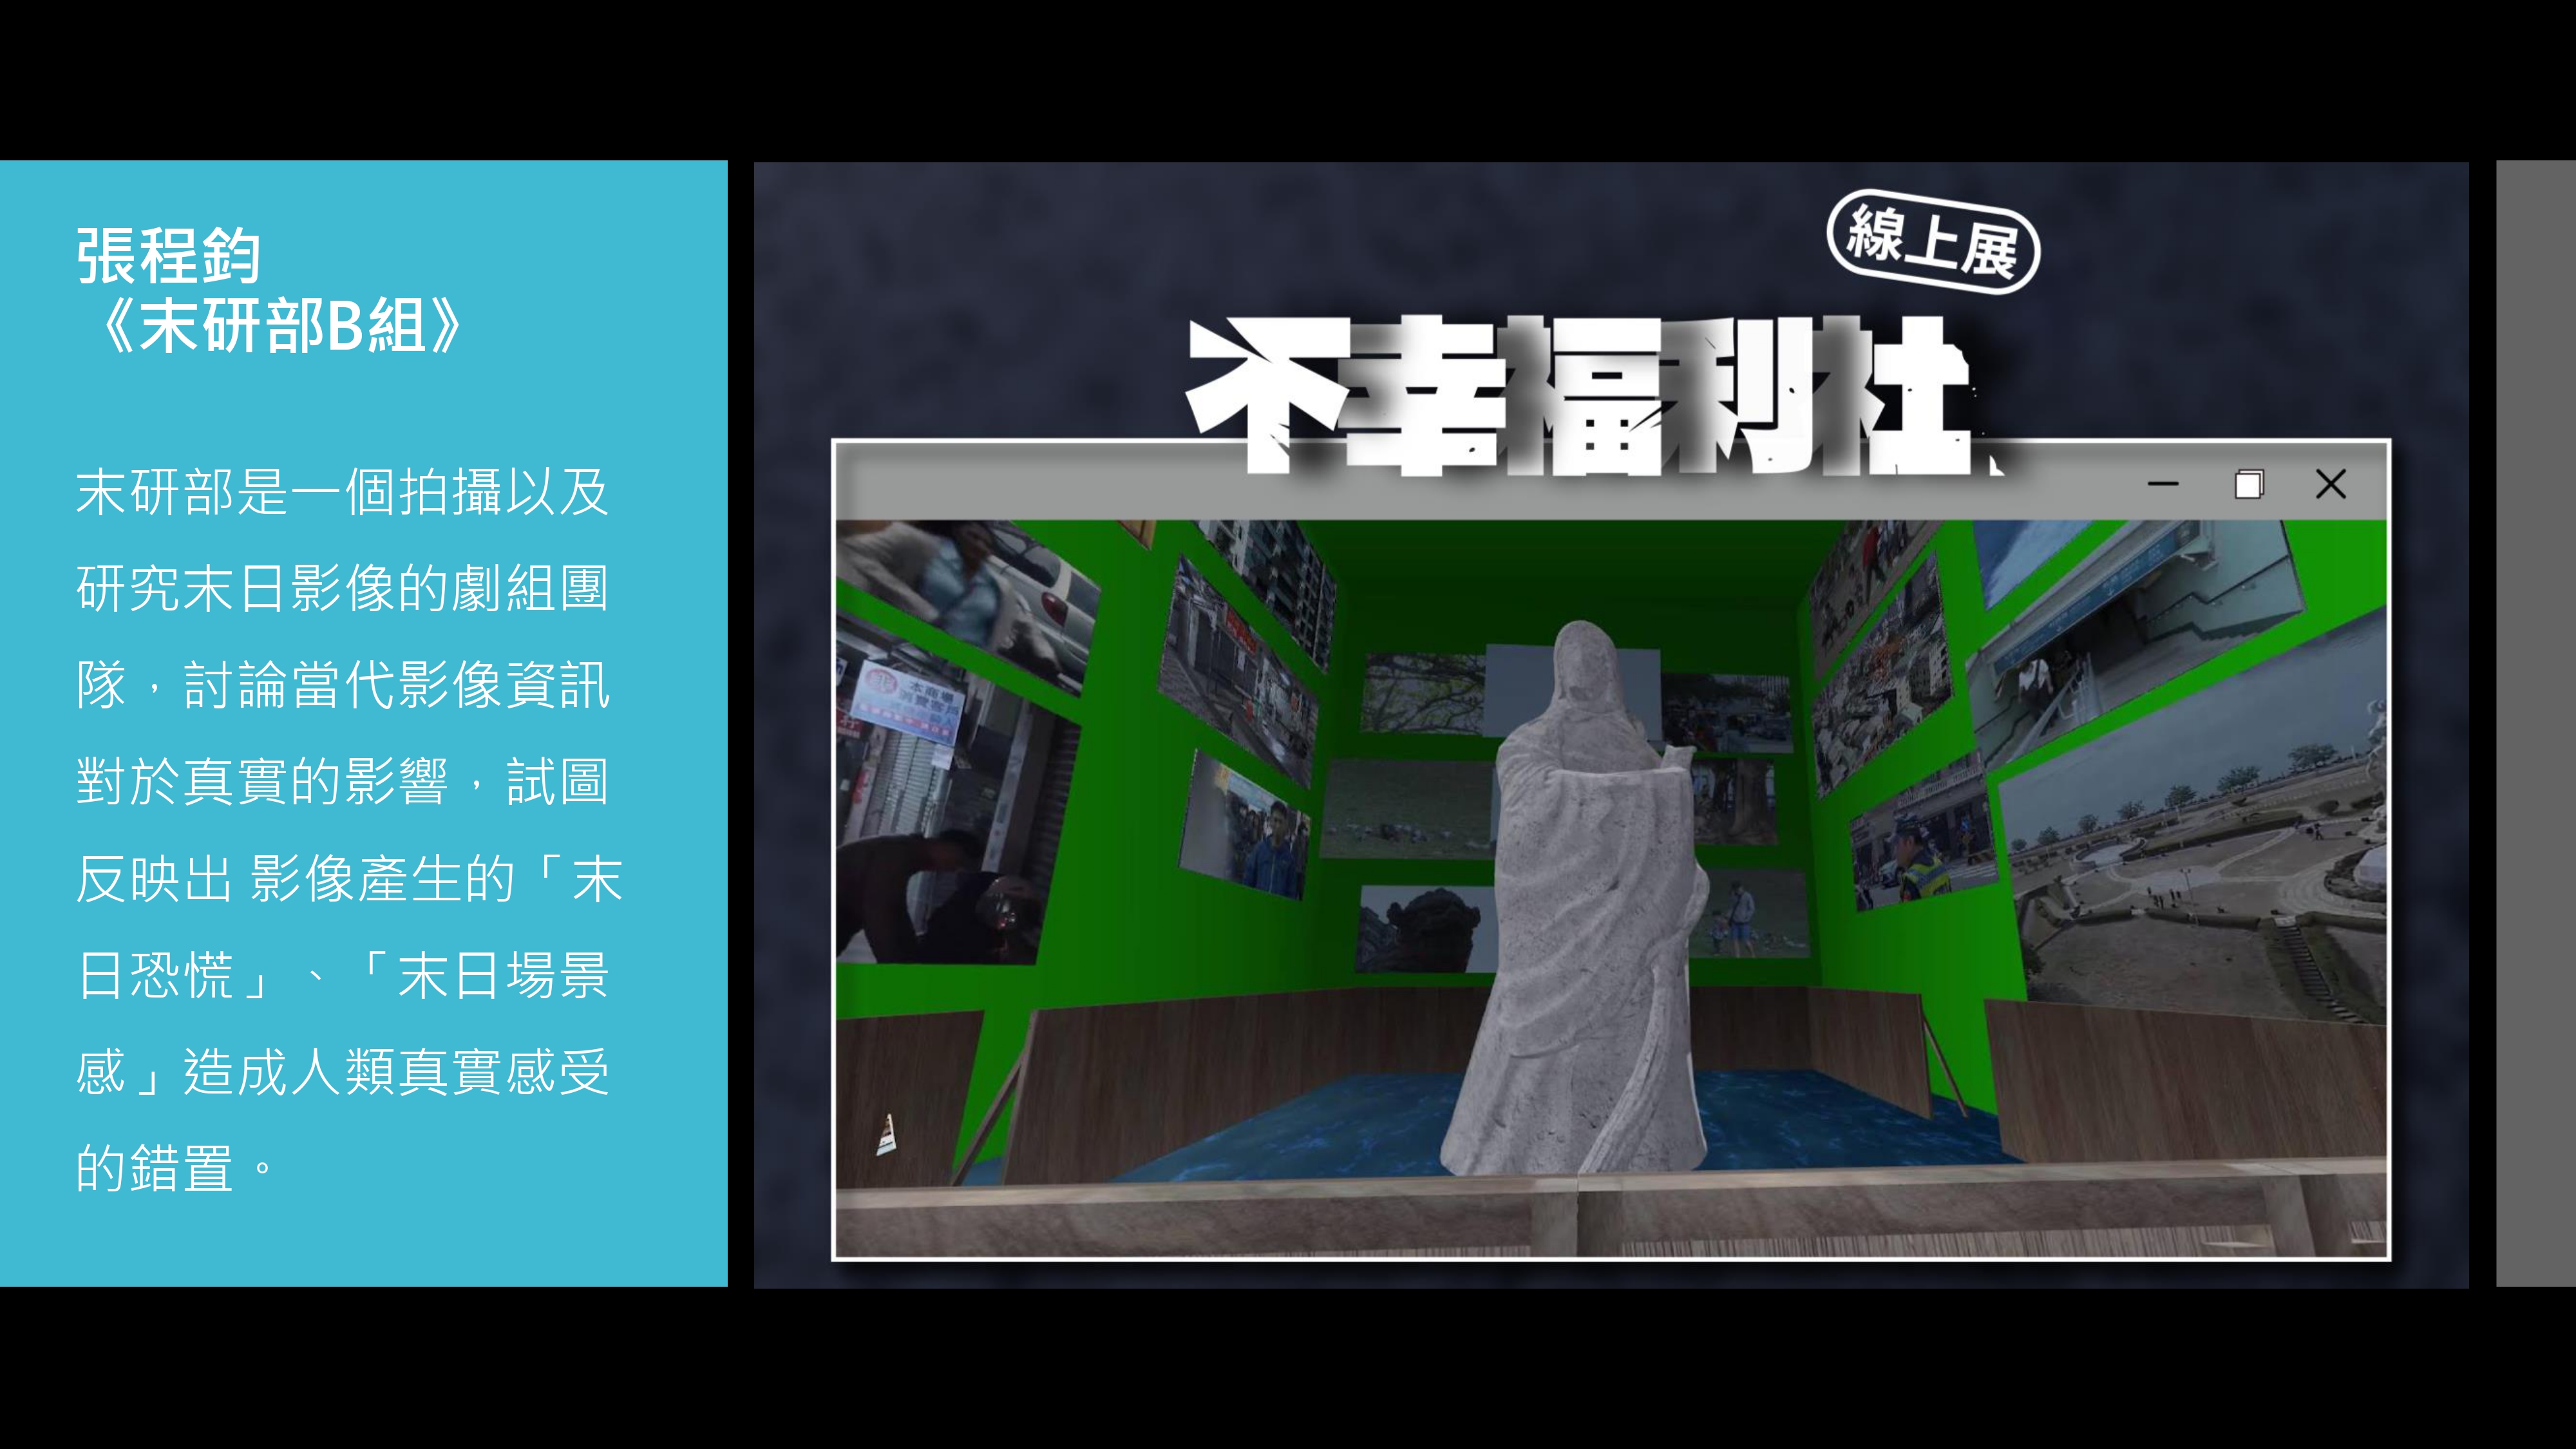 張程鈞
《末研部B組》
末研部是一個拍攝以及
研究末日影像的劇組團
隊，討論當代影像資訊
對於真實的影響，試圖
反映出 影像產生的「末
日恐慌」、「末日場景
感」造成人類真實感受
的錯置。
線上展
不幸福利社